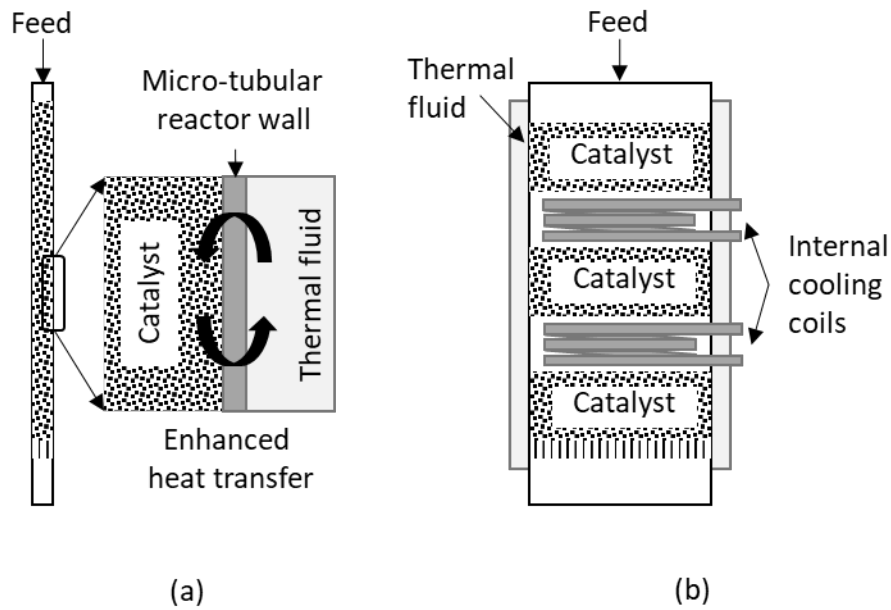 Feed
Micro-tubular
reactor wall
Catalyst
Thermal fluid
Enhanced
heat transfer
(a)
Feed
Thermal
fluid
Catalyst
Catalyst
Catalyst
Internal
cooling
coils
(b)